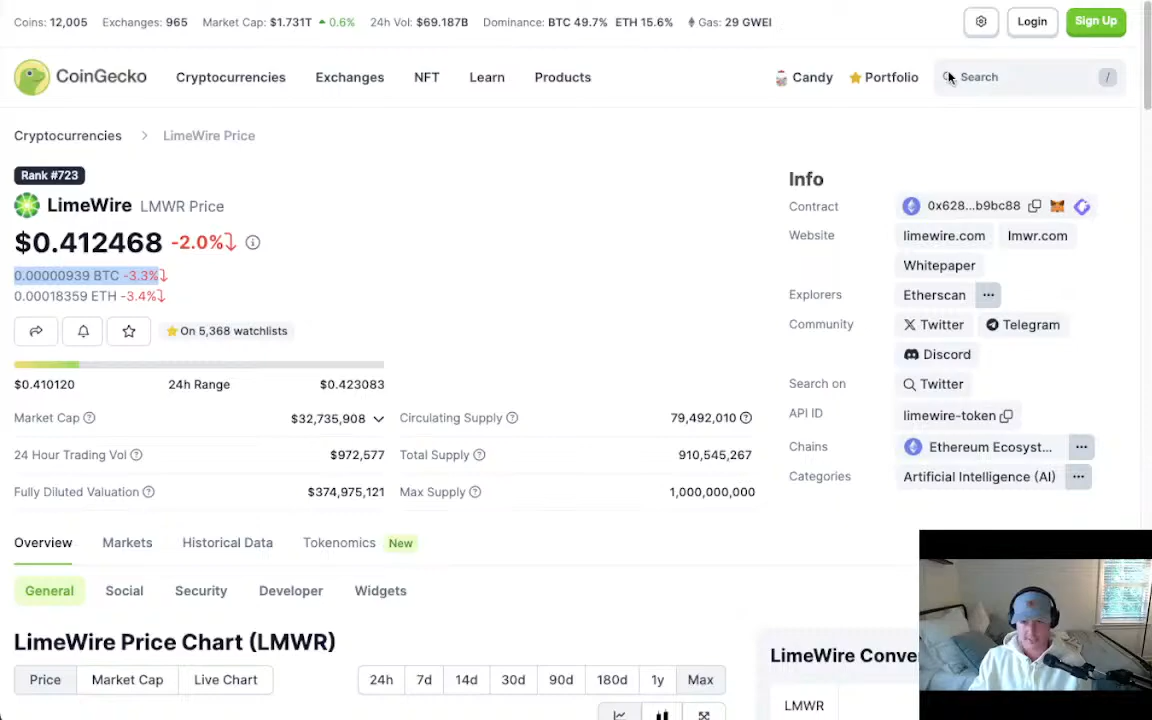 Coins: 12,005 Exchanges: 965 Market Cap: $1.731T 0.6% 24h Vol: $69.187B Dominance: BTC 49.7% ETH 15.6% Gas: 29 GWEI
Login
Sign Up
CoinGecko
Cryptocurrencies
Exchanges
NFT
Learn
Products
Candy
Portfolio
Search
/
Cryptocurrencies > LimeWire Price
Rank #723
LimeWire LMWR Price
$0.412468 -2.0%
0.00000939 BTC -3.3%
0.00018359 ETH -3.4%
On 5,368 watchlists
$0.410120 24h Range $0.423083
Market Cap $32,735,908
24 Hour Trading Vol $972,577
Fully Diluted Valuation $374,975,121
Circulating Supply 79,492,010
Total Supply 910,545,267
Max Supply 1,000,000,000
Info
Contract 0x628...b9bc88
Website limewire.com lmwr.com
Whitepaper
Explorers Etherscan ...
Community Twitter Telegram
Discord
Search on Twitter
API ID limewire-token
Chains Ethereum Ecosyst... ...
Categories Artificial Intelligence (AI) ...
Overview Markets Historical Data Tokenomics New
General Social Security Developer Widgets
LimeWire Price Chart (LMWR)
Price Market Cap Live Chart
24h 7d 14d 30d 90d 180d 1y Max
LimeWire Conve
LMWR